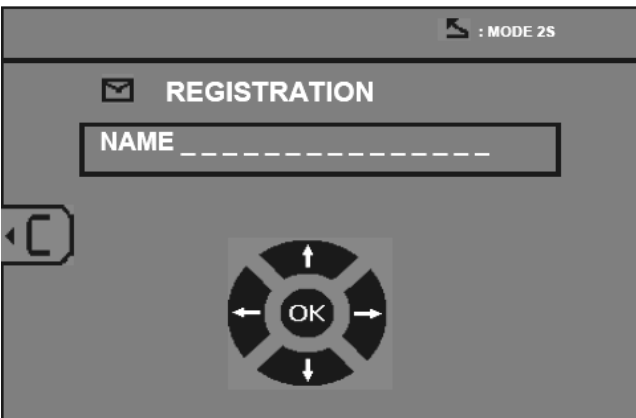 : MODE 2S
REGISTRATION
NAME _ _ _ _ _ _ _ _ _ _ _ _ _ _ _
C
OK